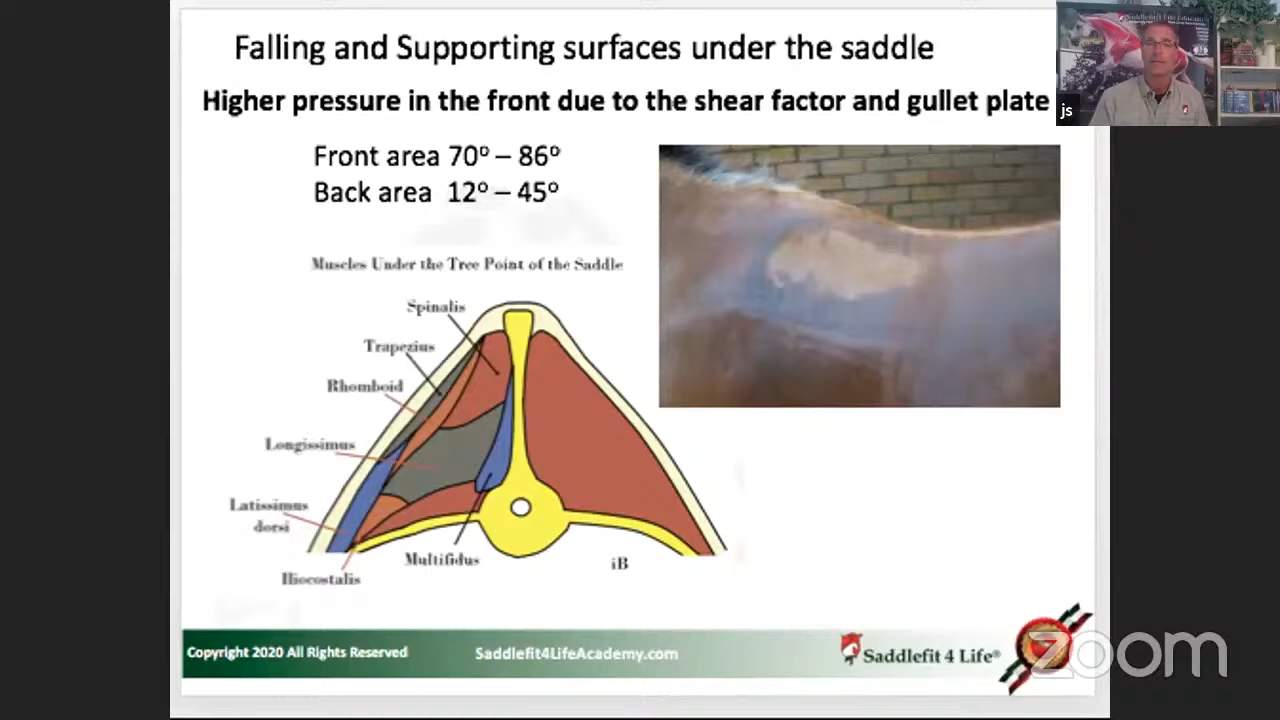 Falling and Supporting surfaces under the saddle
Higher pressure in the front due to the shear factor and gullet plate
js
Front area 70º – 86º
Back area 12º – 45º
Muscles Under the Tree Point of the Saddle
Spinalis
Trapezius
Rhomboid
Longissimus
Latissimus
dorsi
Iliocostalis
Multifidus
iB
Copyright 2020 All Rights Reserved
Saddlefit4LifeAcademy.com
Saddlefit 4 Life®
zoom